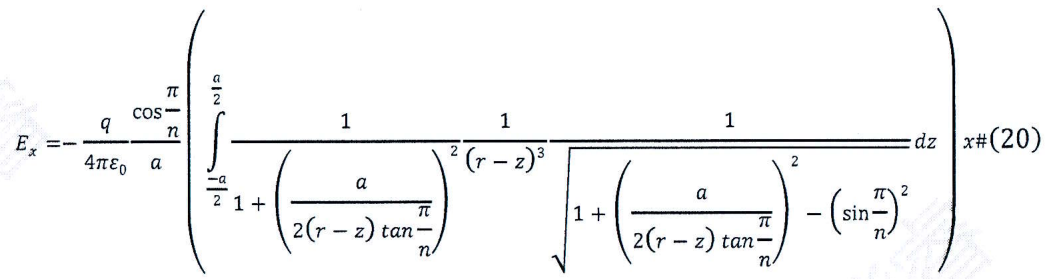 E_x = -\frac{q}{4\pi\varepsilon_0}\frac{\cos\frac{\pi}{n}}{a}\left(\int_{\frac{-a}{2}}^{\frac{a}{2}}\frac{1}{1+\left(\frac{a}{2(r-z)\tan\frac{\pi}{n}}\right)^2}\frac{1}{(r-z)^3}\frac{1}{\sqrt{1+\left(\frac{a}{2(r-z)\tan\frac{\pi}{n}}\right)^2-\left(\sin\frac{\pi}{n}\right)^2}}dz\right)x\#(20)